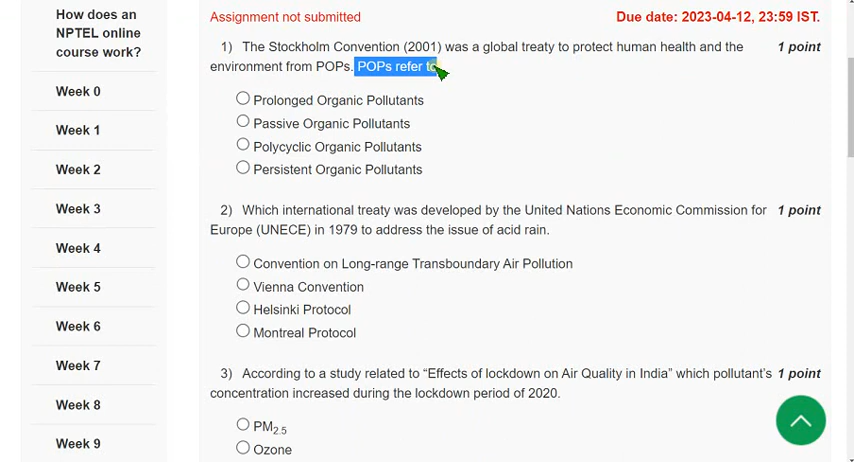 How does an
NPTEL online
course work?
Week 0
Week 1
Week 2
Week 3
Week 4
Week 5
Week 6
Week 7
Week 8
Week 9
Assignment not submitted
Due date: 2023-04-12, 23:59 IST.
1) The Stockholm Convention (2001) was a global treaty to protect human health and the 1 point
environment from POPs. POPs refer to
Prolonged Organic Pollutants
Passive Organic Pollutants
Polycyclic Organic Pollutants
Persistent Organic Pollutants
2) Which international treaty was developed by the United Nations Economic Commission for 1 point
Europe (UNECE) in 1979 to address the issue of acid rain.
Convention on Long-range Transboundary Air Pollution
Vienna Convention
Helsinki Protocol
Montreal Protocol
3) According to a study related to “Effects of lockdown on Air Quality in India” which pollutant’s 1 point
concentration increased during the lockdown period of 2020.
PM2.5
Ozone